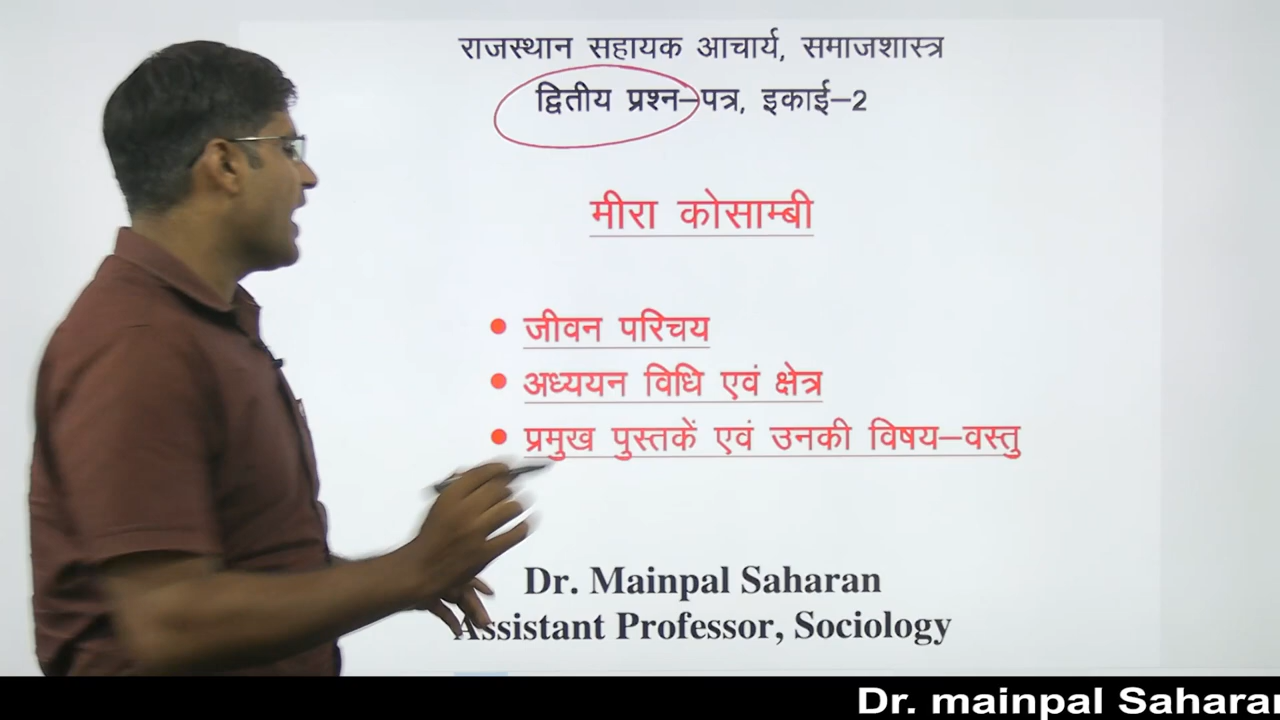 राजस्थान सहायक आचार्य, समाजशास्त्र
द्वितीय प्रश्न–पत्र, इकाई–2
मीरा कोसाम्बी
• जीवन परिचय
• अध्ययन विधि एवं क्षेत्र
• प्रमुख पुस्तकें एवं उनकी विषय–वस्तु
Dr. Mainpal Saharan
Assistant Professor, Sociology
Dr. mainpal Saharan